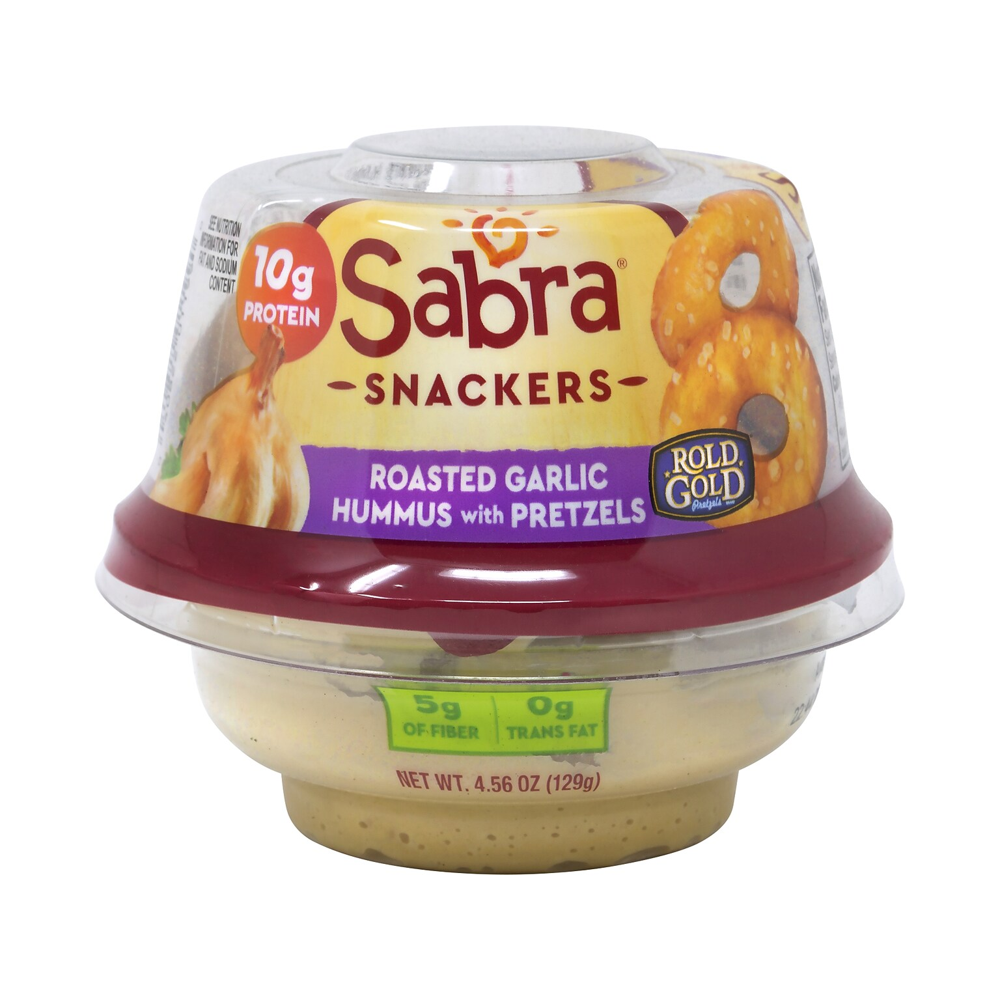 SEE NUTRITION
INFORMATION FOR
FAT AND SODIUM
CONTENT
10g
PROTEIN
Sabra®
SNACKERS
ROASTED GARLIC
HUMMUS with PRETZELS
ROLD
GOLD
Pretzels
5g
OF FIBER
0g
TRANS FAT
NET WT. 4.56 OZ (129g)